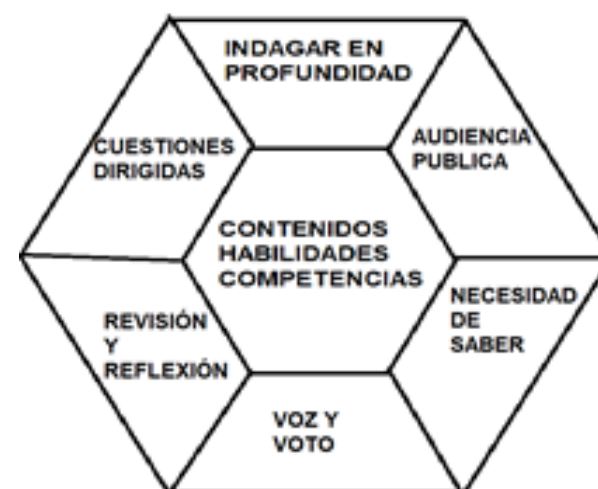 INDAGAR EN
PROFUNDIDAD
CUESTIONES
DIRIGIDAS
AUDIENCIA
PUBLICA
CONTENIDOS
HABILIDADES
COMPETENCIAS
REVISIÓN
Y
REFLEXIÓN
NECESIDAD
DE
SABER
VOZ Y
VOTO